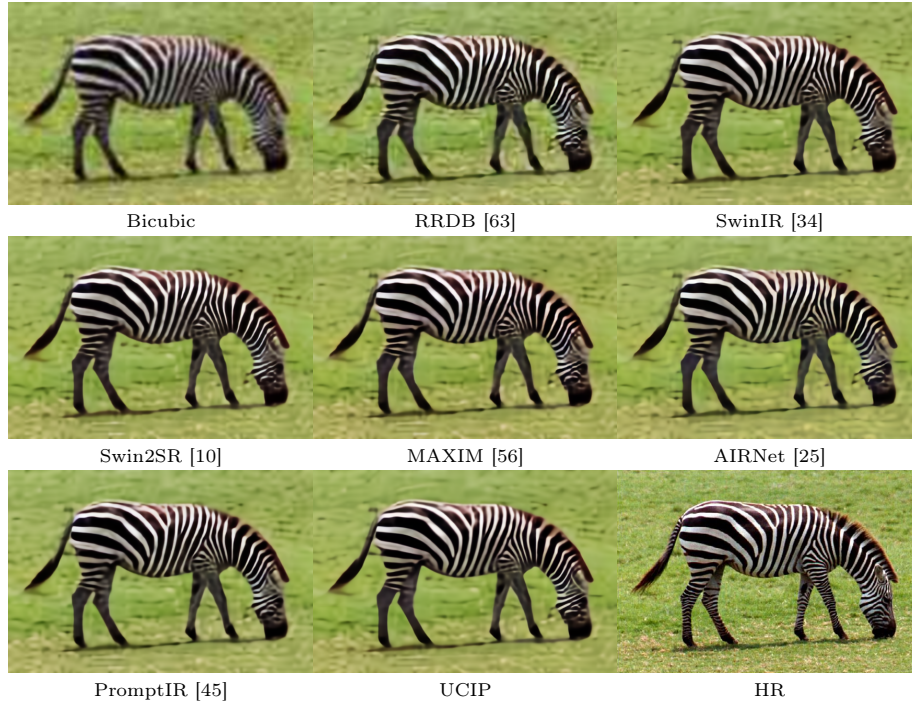 Bicubic
RRDB [63]
SwinIR [34]
Swin2SR [10]
MAXIM [56]
AIRNet [25]
PromptIR [45]
UCIP
HR